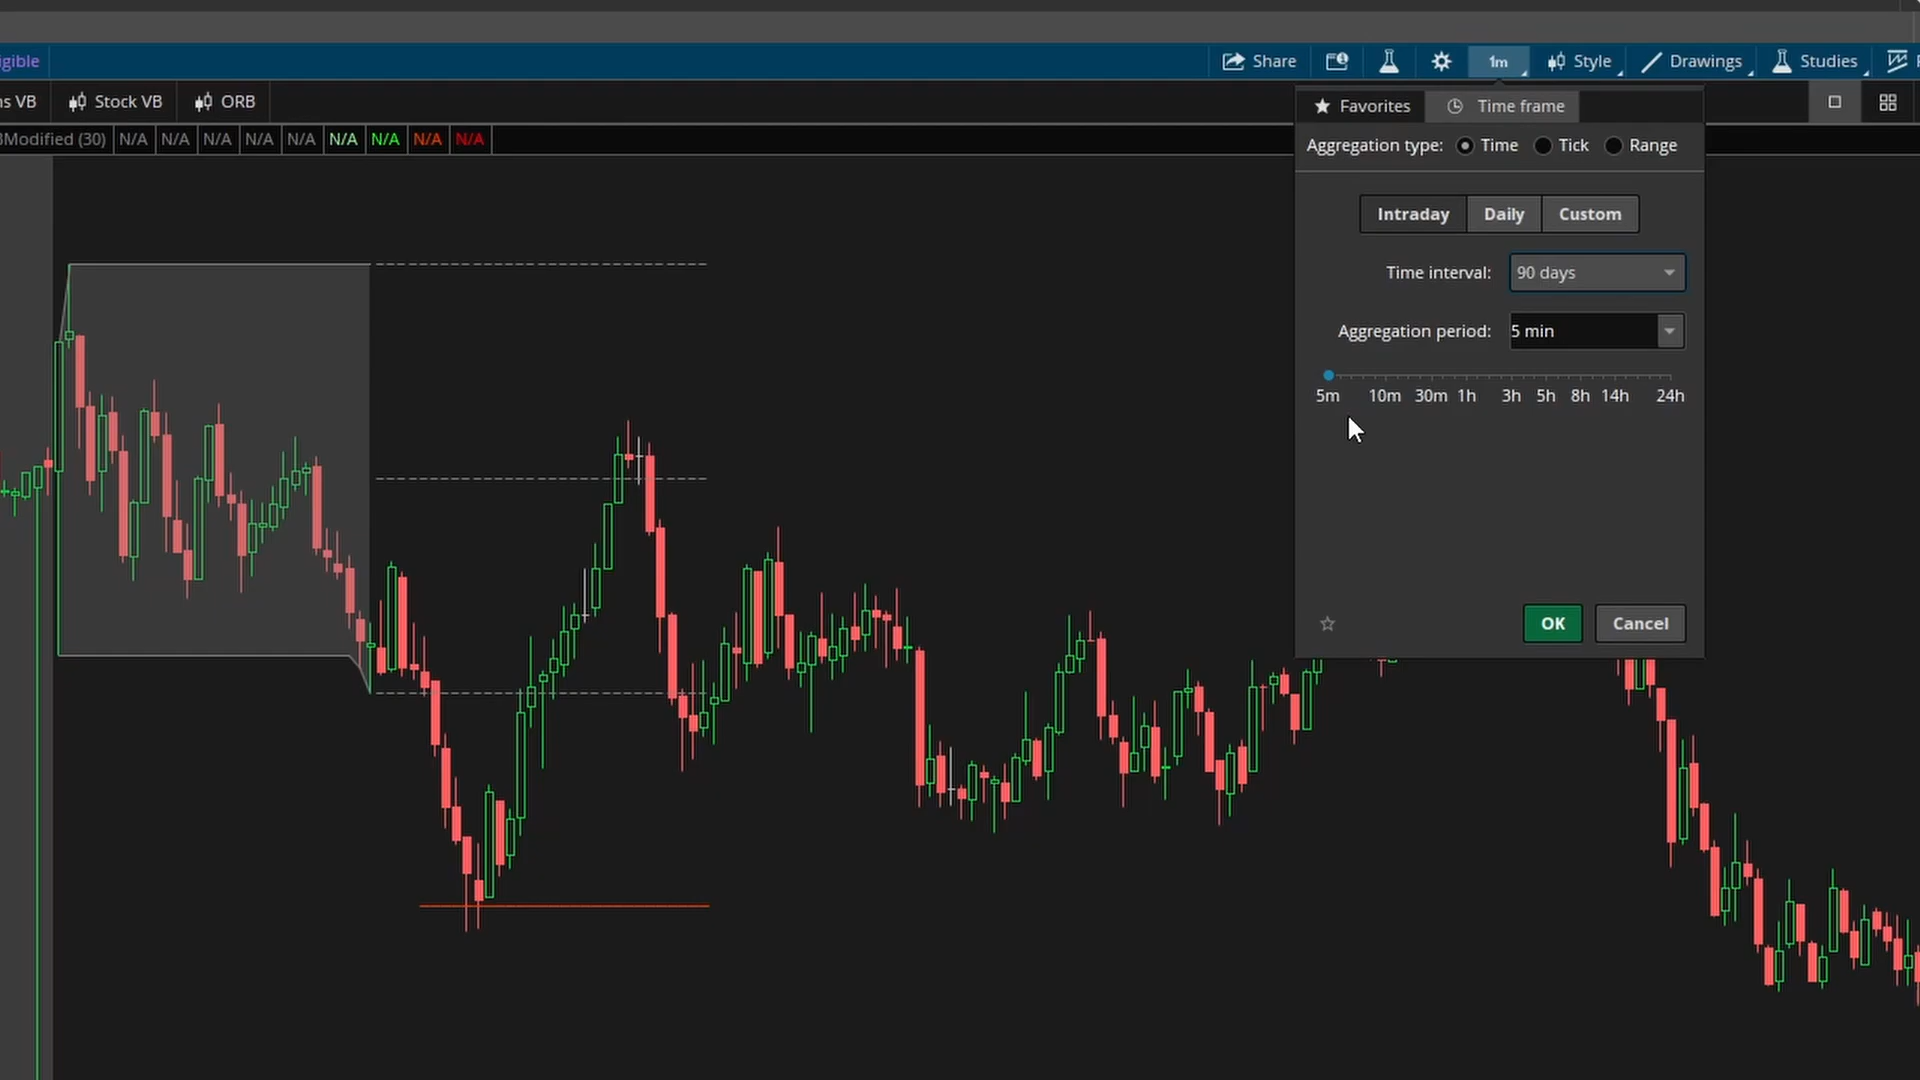 igible Share 1m Style Drawings Studies
ns VB Stock VB ORB
Favorites Time frame
Modified (30) N/A N/A N/A N/A N/A N/A N/A N/A N/A
Aggregation type: Time Tick Range
Intraday Daily Custom
Time interval: 90 days
Aggregation period: 5 min
5m 10m 30m 1h 3h 5h 8h 14h 24h
OK Cancel